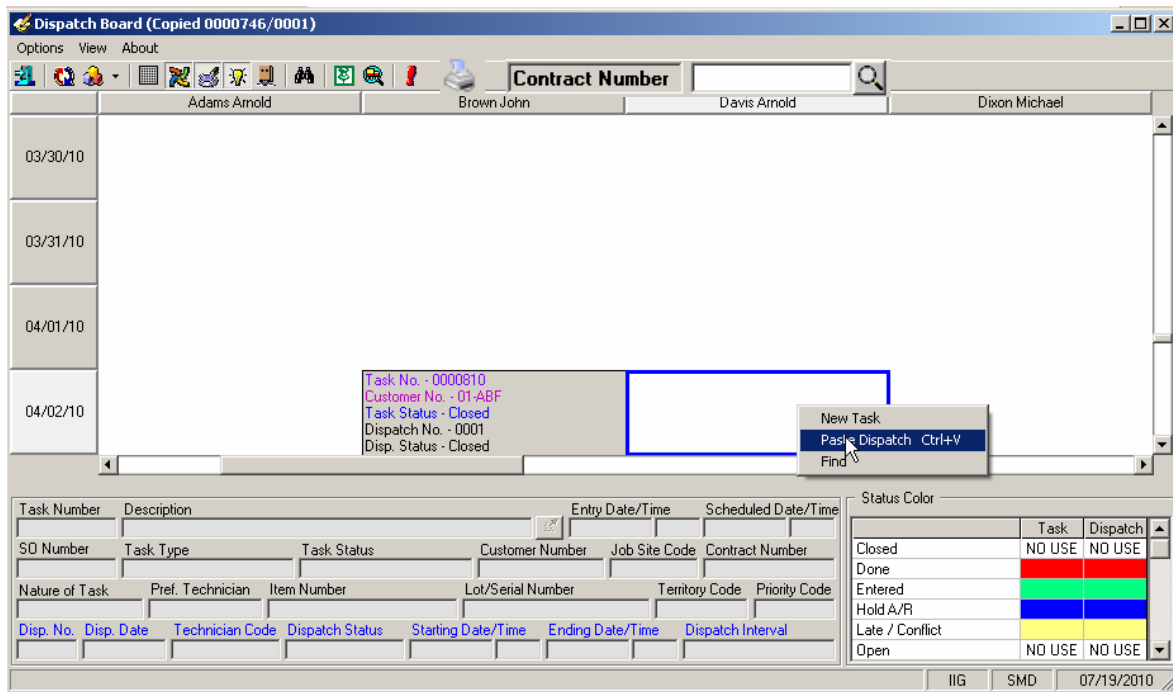 Dispatch Board (Copied 0000746/0001)
Options View About
Contract Number
Adams Arnold Brown John Davis Arnold Dixon Michael
03/30/10
03/31/10
04/01/10
04/02/10
Task No. - 0000810
Customer No. - 01-ABF
Task Status - Closed
Dispatch No. - 0001
Disp. Status - Closed
New Task
Paste Dispatch Ctrl+V
Find
Task Number Description Entry Date/Time Scheduled Date/Time
SO Number Task Type Task Status Customer Number Job Site Code Contract Number
Nature of Task Pref. Technician Item Number Lot/Serial Number Territory Code Priority Code
Disp. No. Disp. Date Technician Code Dispatch Status Starting Date/Time Ending Date/Time Dispatch Interval
Status Color
Task Dispatch
Closed NO USE NO USE
Done
Entered
Hold A/R
Late / Conflict
Open NO USE NO USE
IIG SMD 07/19/2010